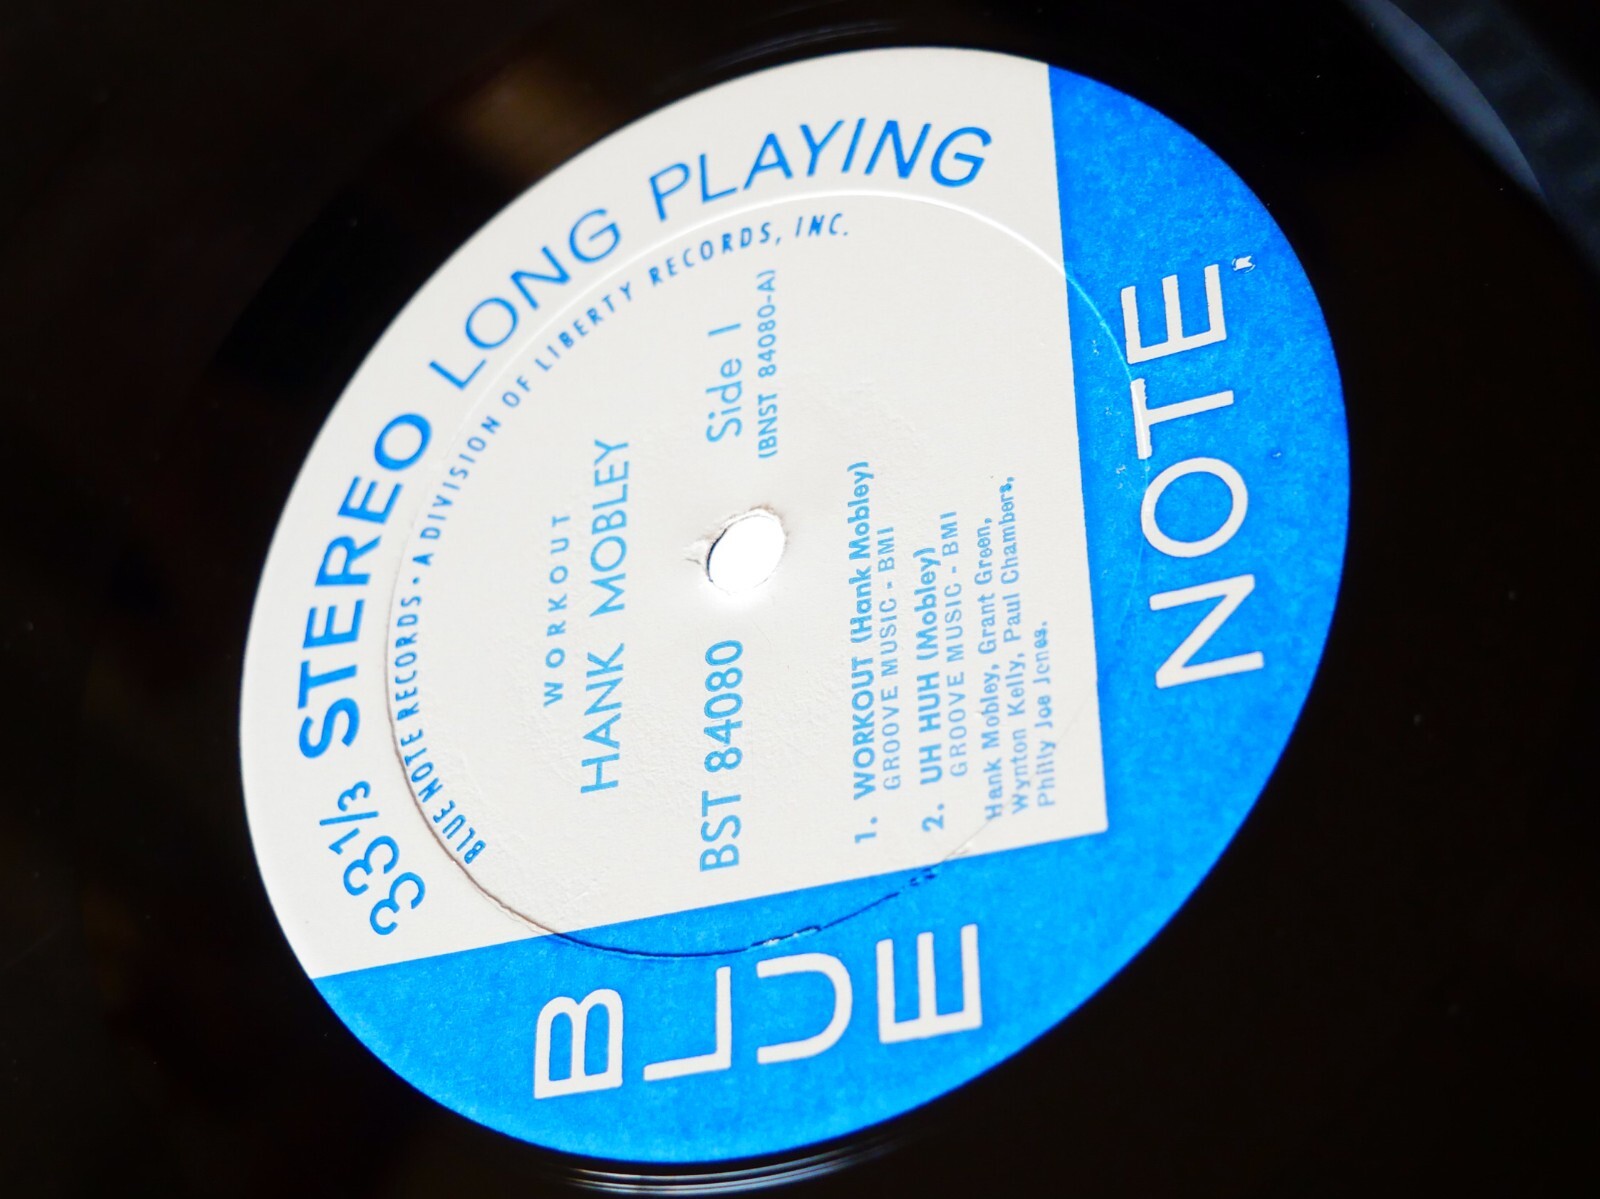 33 1/3 STEREO LONG PLAYING
BLUE NOTE RECORDS · A DIVISION OF LIBERTY RECORDS, INC.
WORKOUT
HANK MOBLEY
BST 84080
Side 1
(BNST 84080-A)
1. WORKOUT (Hank Mobley)
GROOVE MUSIC - BMI
2. UH HUH (Mobley)
GROOVE MUSIC - BMI
Hank Mobley, Grant Green,
Wynton Kelly, Paul Chambers,
Philly Joe Jones.
BLUE
NOTE